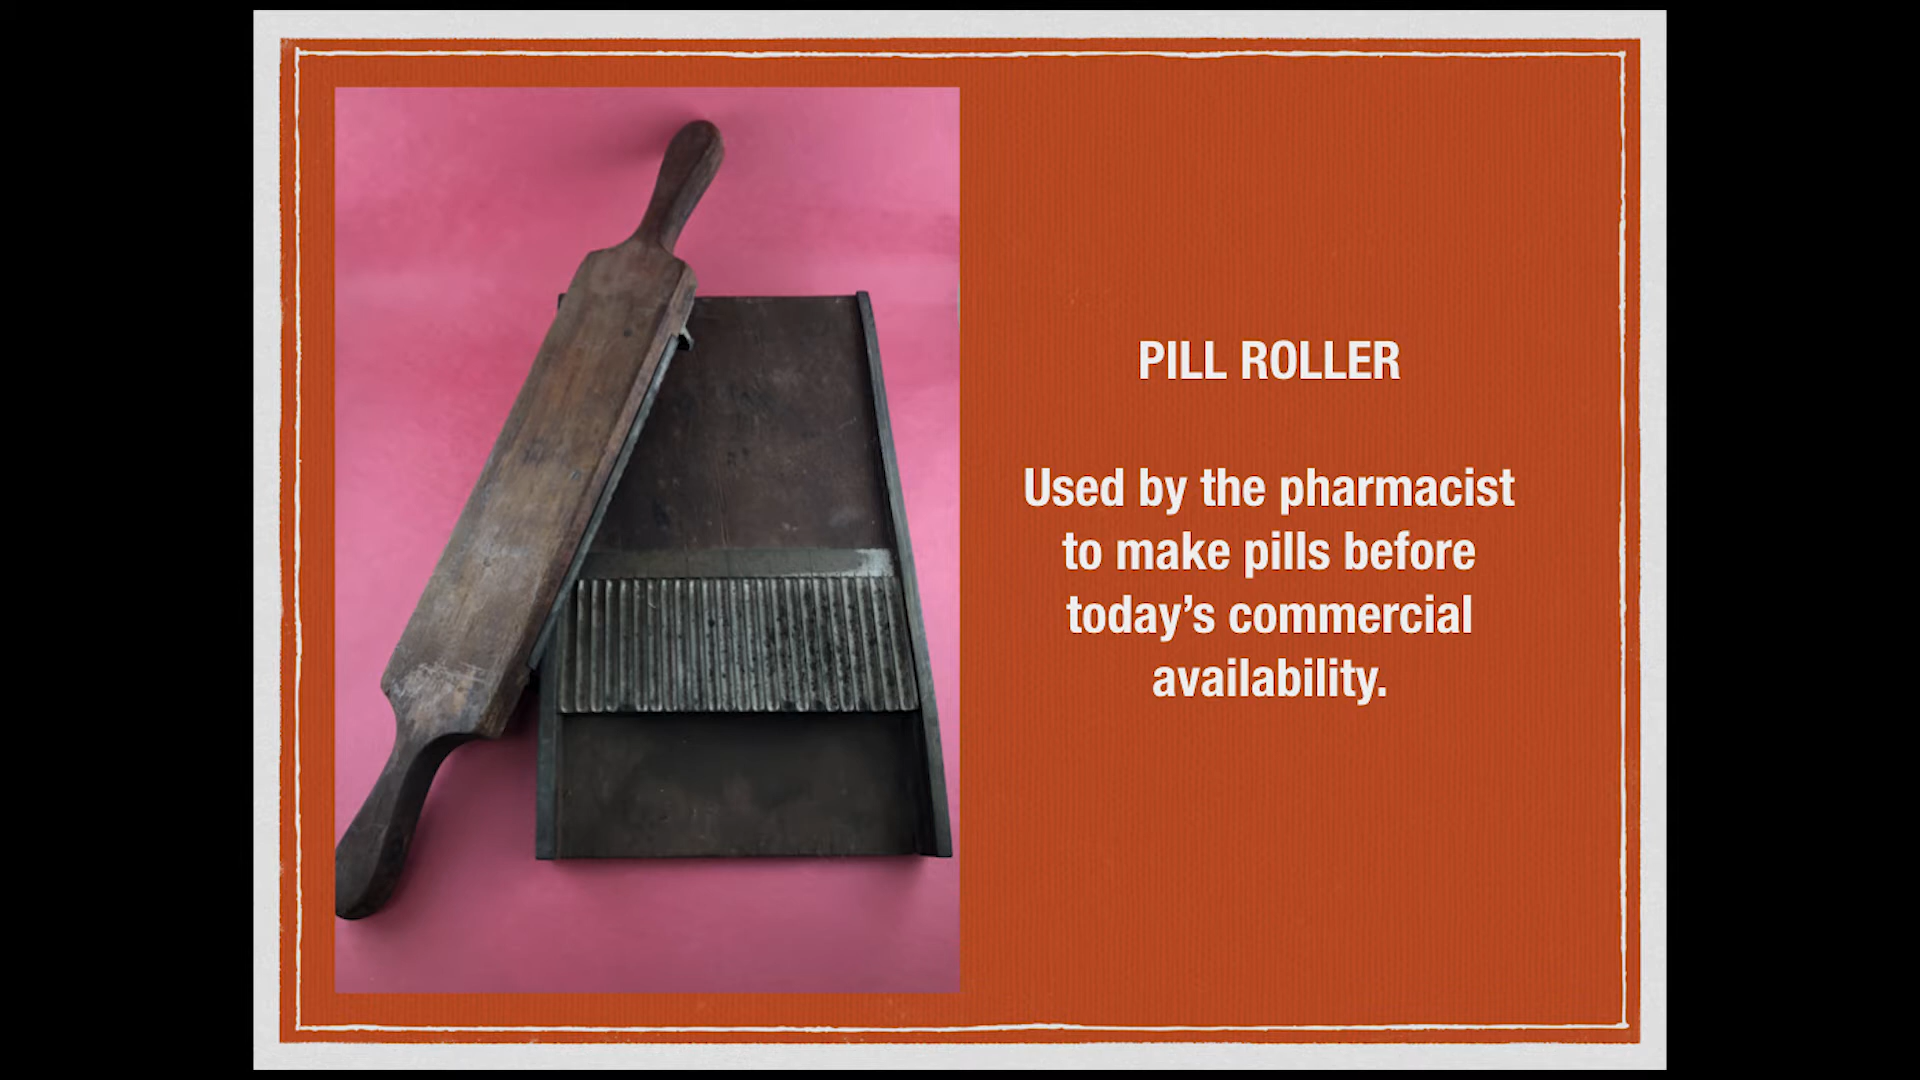 PILL ROLLER
Used by the pharmacist
to make pills before
today’s commercial
availability.